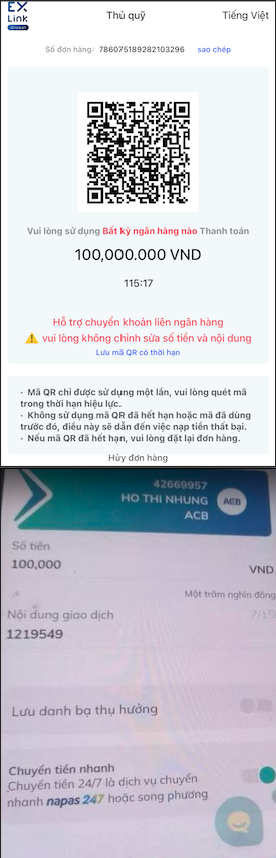 EX
Link
Global
Thủ quỹ
Tiếng Việt
Số đơn hàng: 786075189282103296 sao chép
Vui lòng sử dụng Bất kỳ ngân hàng nào Thanh toán
100,000.000 VND
115:17
Hỗ trợ chuyển khoản liên ngân hàng
vui lòng không chỉnh sửa số tiền và nội dung
Lưu mã QR có thời hạn
· Mã QR chỉ được sử dụng một lần, vui lòng quét mã
trong thời hạn hiệu lực.
· Không sử dụng mã QR đã hết hạn hoặc mã đã dùng
trước đó, điều này sẽ dẫn đến việc nạp tiền thất bại.
· Nếu mã QR đã hết hạn, vui lòng đặt lại đơn hàng.
Hủy đơn hàng
42669957
HO THI NHUNG
ACB
ACB
Số tiền
100,000
VND
Một trăm nghìn đồng
Nội dung giao dịch
1219549
Lưu danh bạ thụ hưởng
Chuyển tiền nhanh
Chuyển tiền 24/7 là dịch vụ chuyển
nhanh napas 247 hoặc song phương